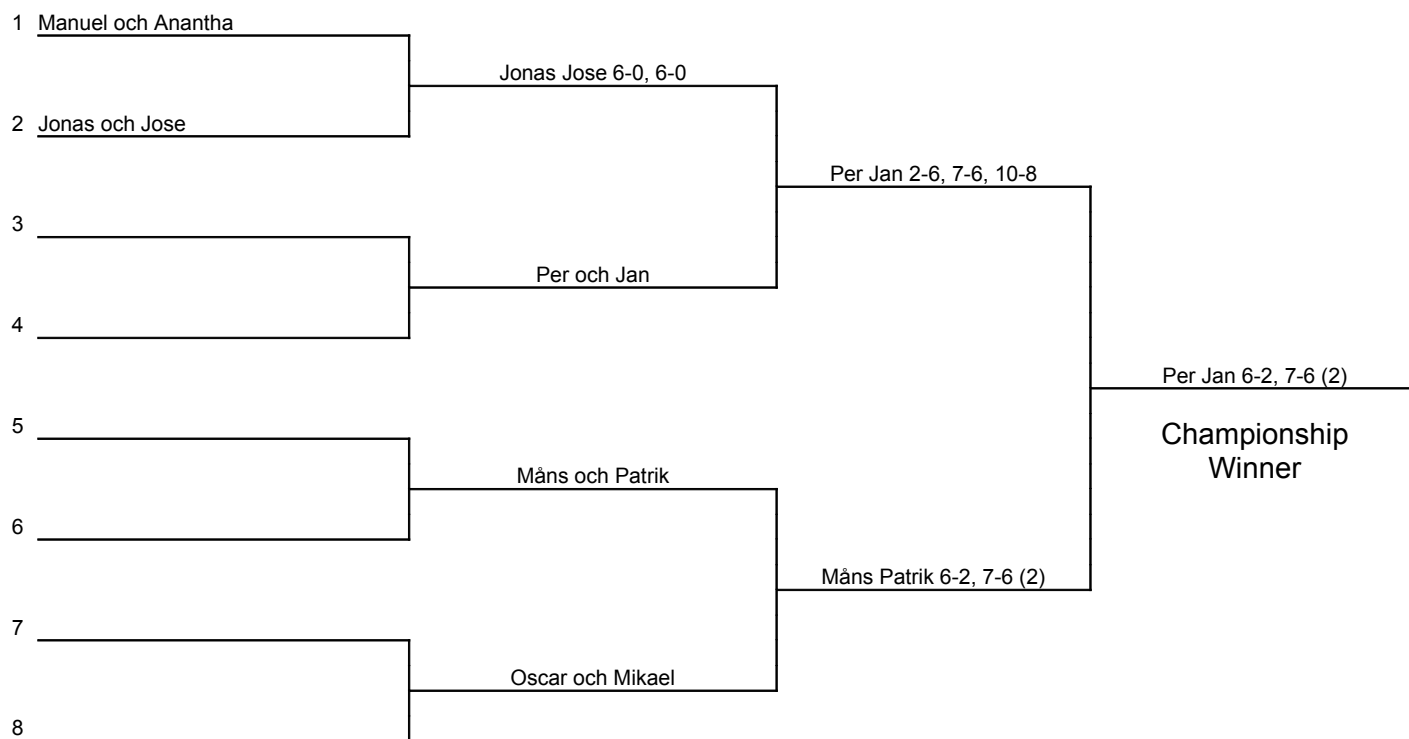 1 Manuel och Anantha
Jonas Jose 6-0, 6-0
2 Jonas och Jose
Per Jan 2-6, 7-6, 10-8
3
Per och Jan
4
Per Jan 6-2, 7-6 (2)
5
Championship
Winner
Måns och Patrik
6
Måns Patrik 6-2, 7-6 (2)
7
Oscar och Mikael
8